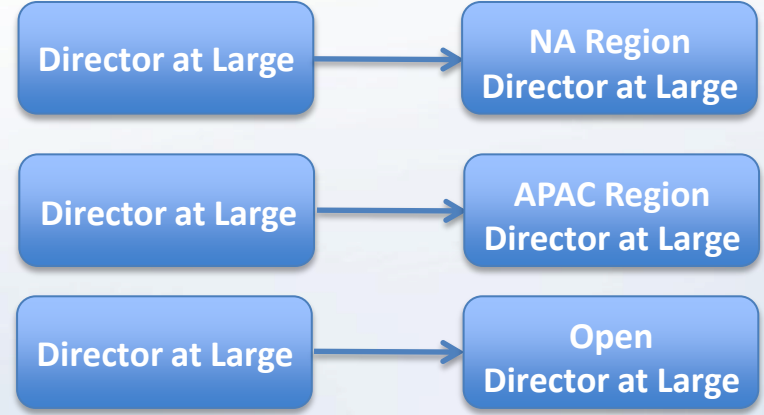 Director at Large
NA Region
Director at Large
Director at Large
APAC Region
Director at Large
Director at Large
Open
Director at Large